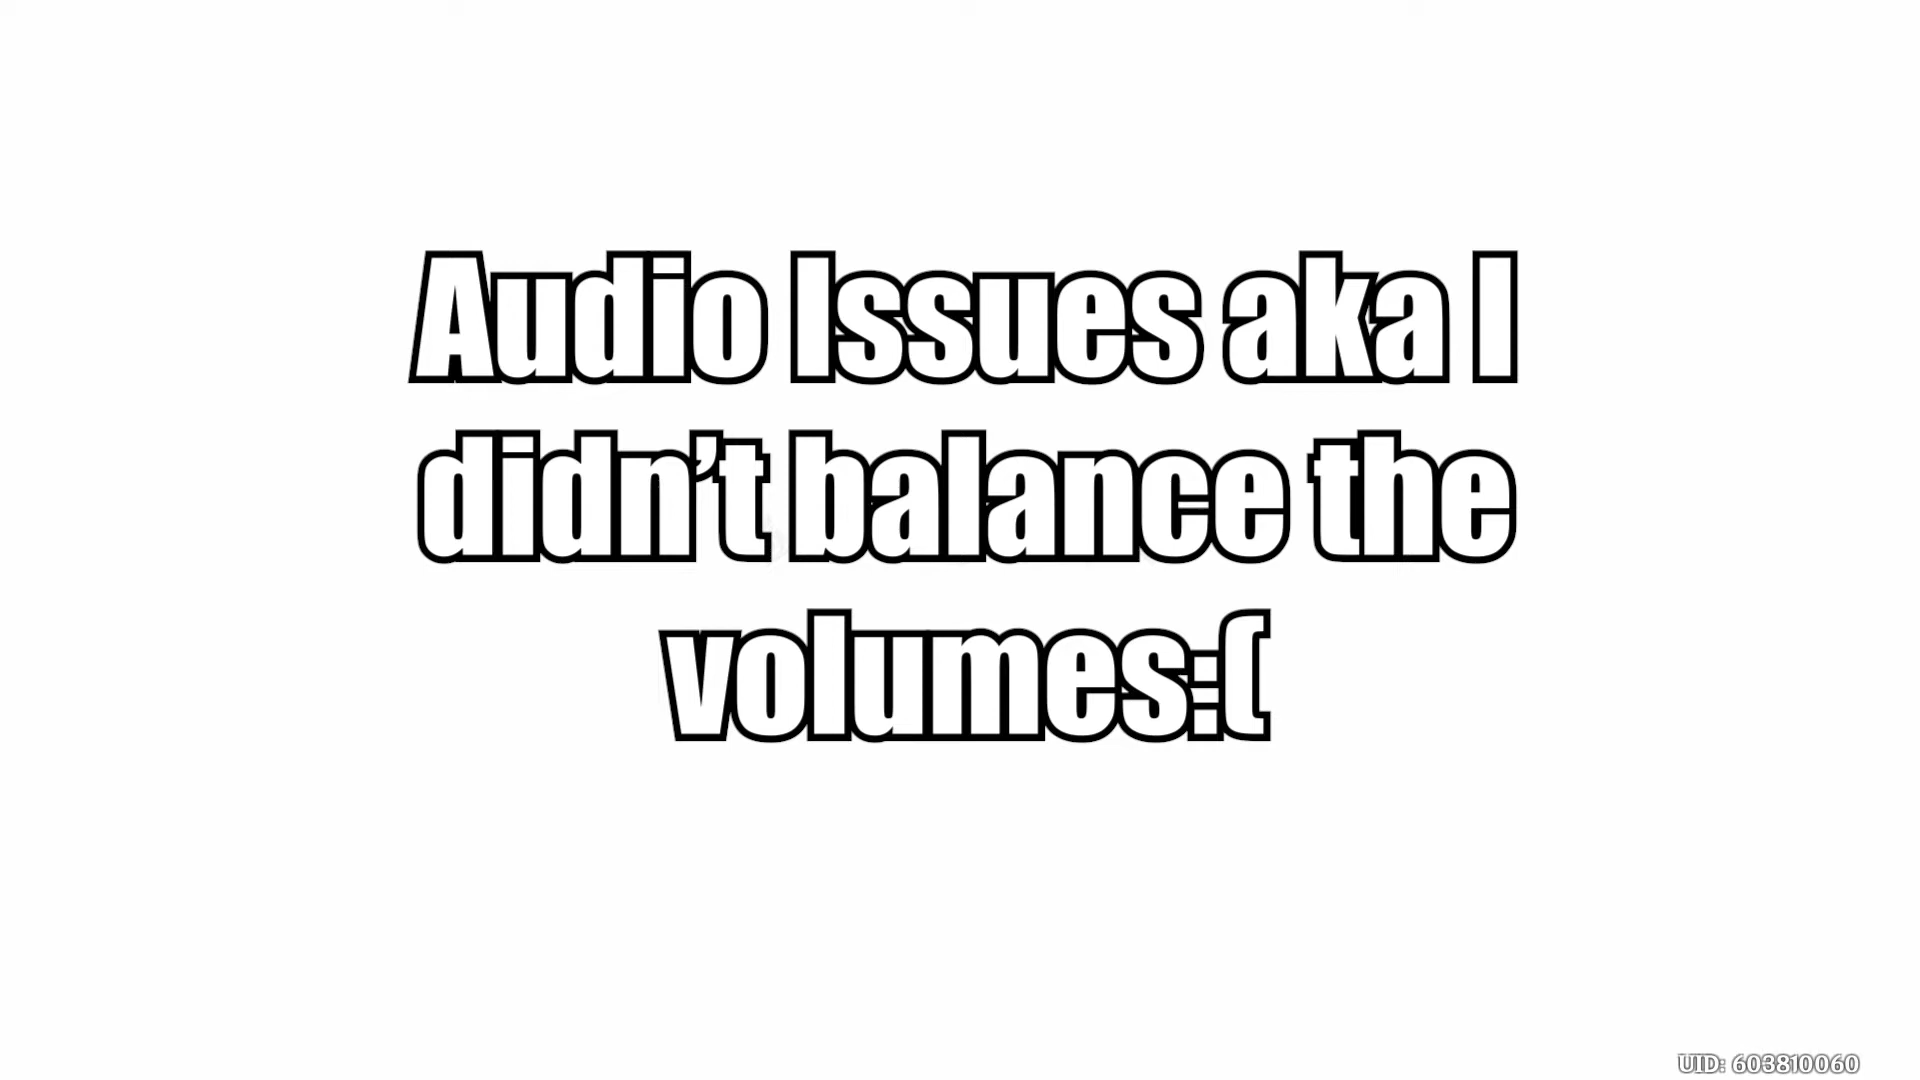 Audio Issues aka I
didn’t balance the
volumes:(
UID: 603810060